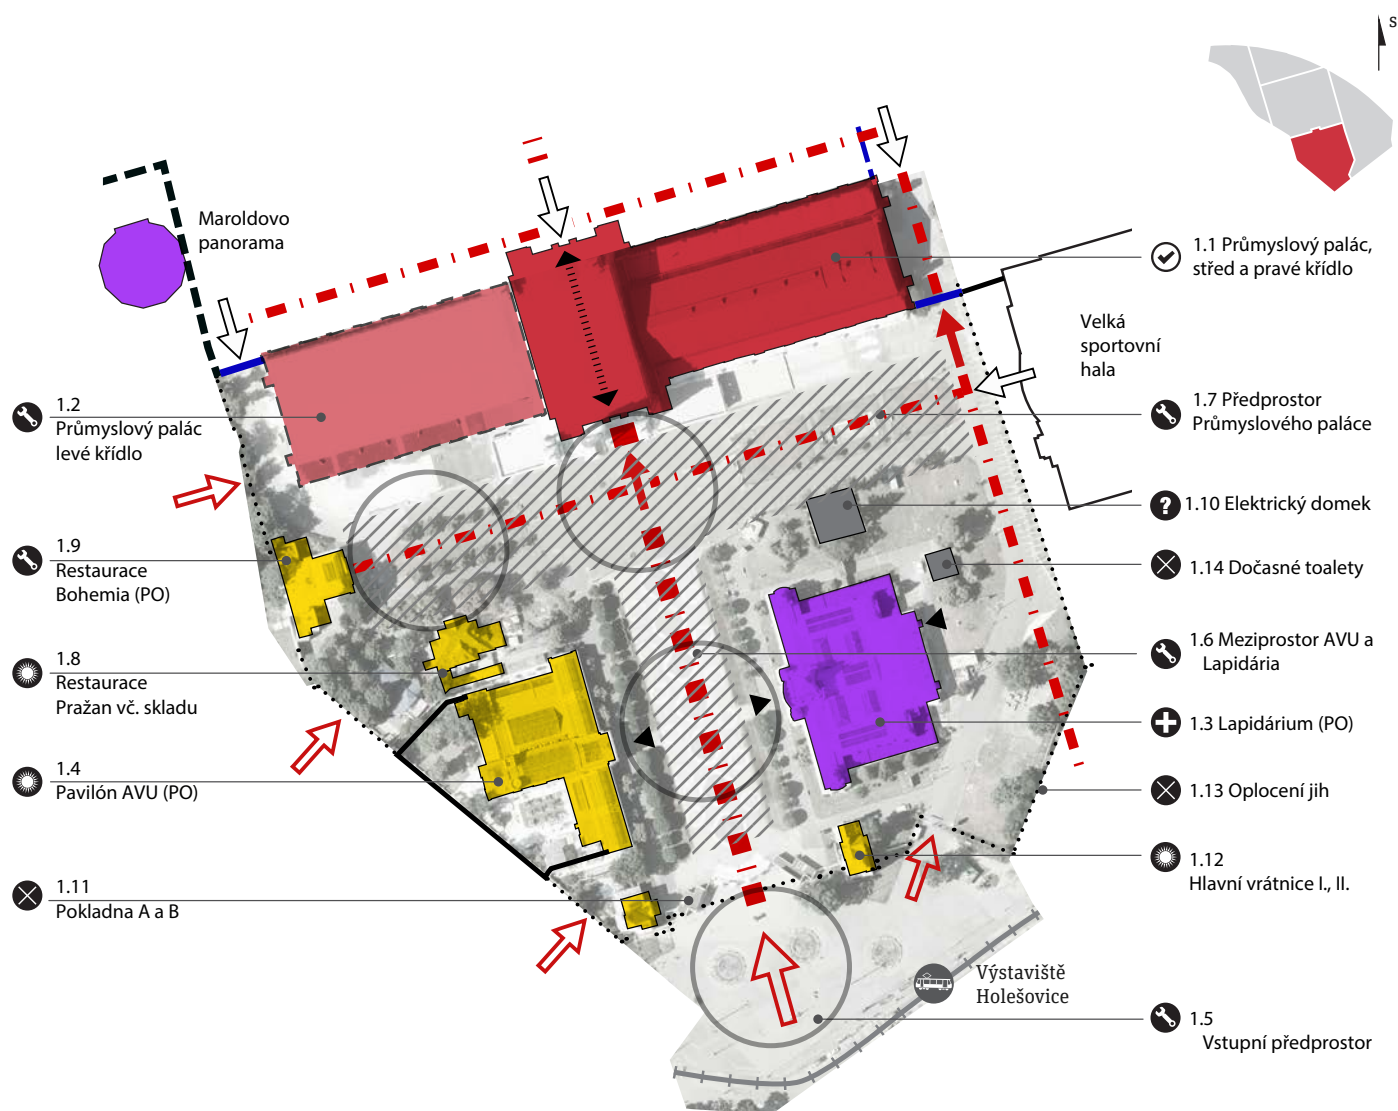 S
Maroldovo
panorama
1.1 Průmyslový palác,
střed a pravé křídlo
Velká
sportovní
hala
1.2
Průmyslový palác
levé křídlo
1.7 Předprostor
Průmyslového paláce
1.10 Elektrický domek
?
1.9
Restaurace
Bohemia (PO)
1.14 Dočasné toalety
1.6 Meziprostor AVU a
Lapidária
1.8
Restaurace
Pražan vč. skladu
1.3 Lapidárium (PO)
1.4
Pavilón AVU (PO)
1.13 Oplocení jih
1.12
Hlavní vrátnice I., II.
1.11
Pokladna A a B
Výstaviště
Holešovice
1.5
Vstupní předprostor